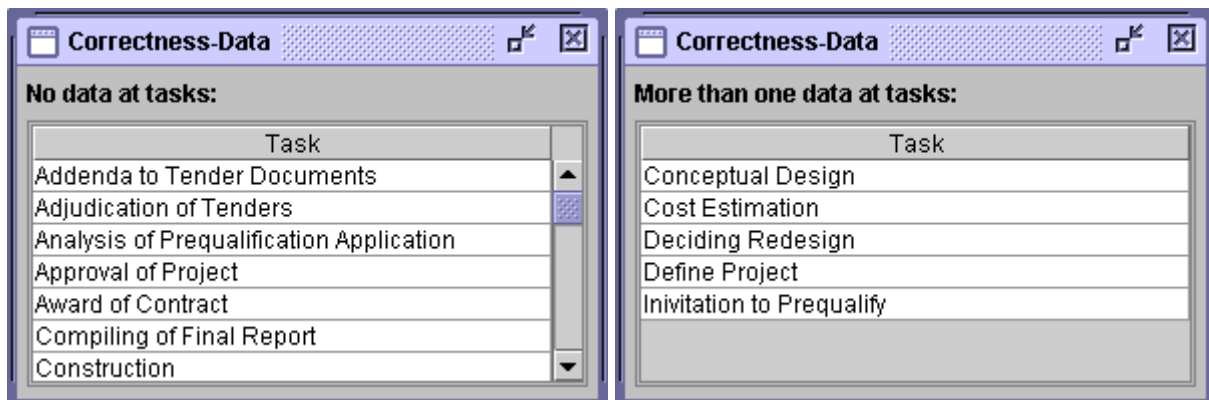 Correctness-Data
No data at tasks:
Task
Addenda to Tender Documents
Adjudication of Tenders
Analysis of Prequalification Application
Approval of Project
Award of Contract
Compiling of Final Report
Construction
Correctness-Data
More than one data at tasks:
Task
Conceptual Design
Cost Estimation
Deciding Redesign
Define Project
Inivitation to Prequalify